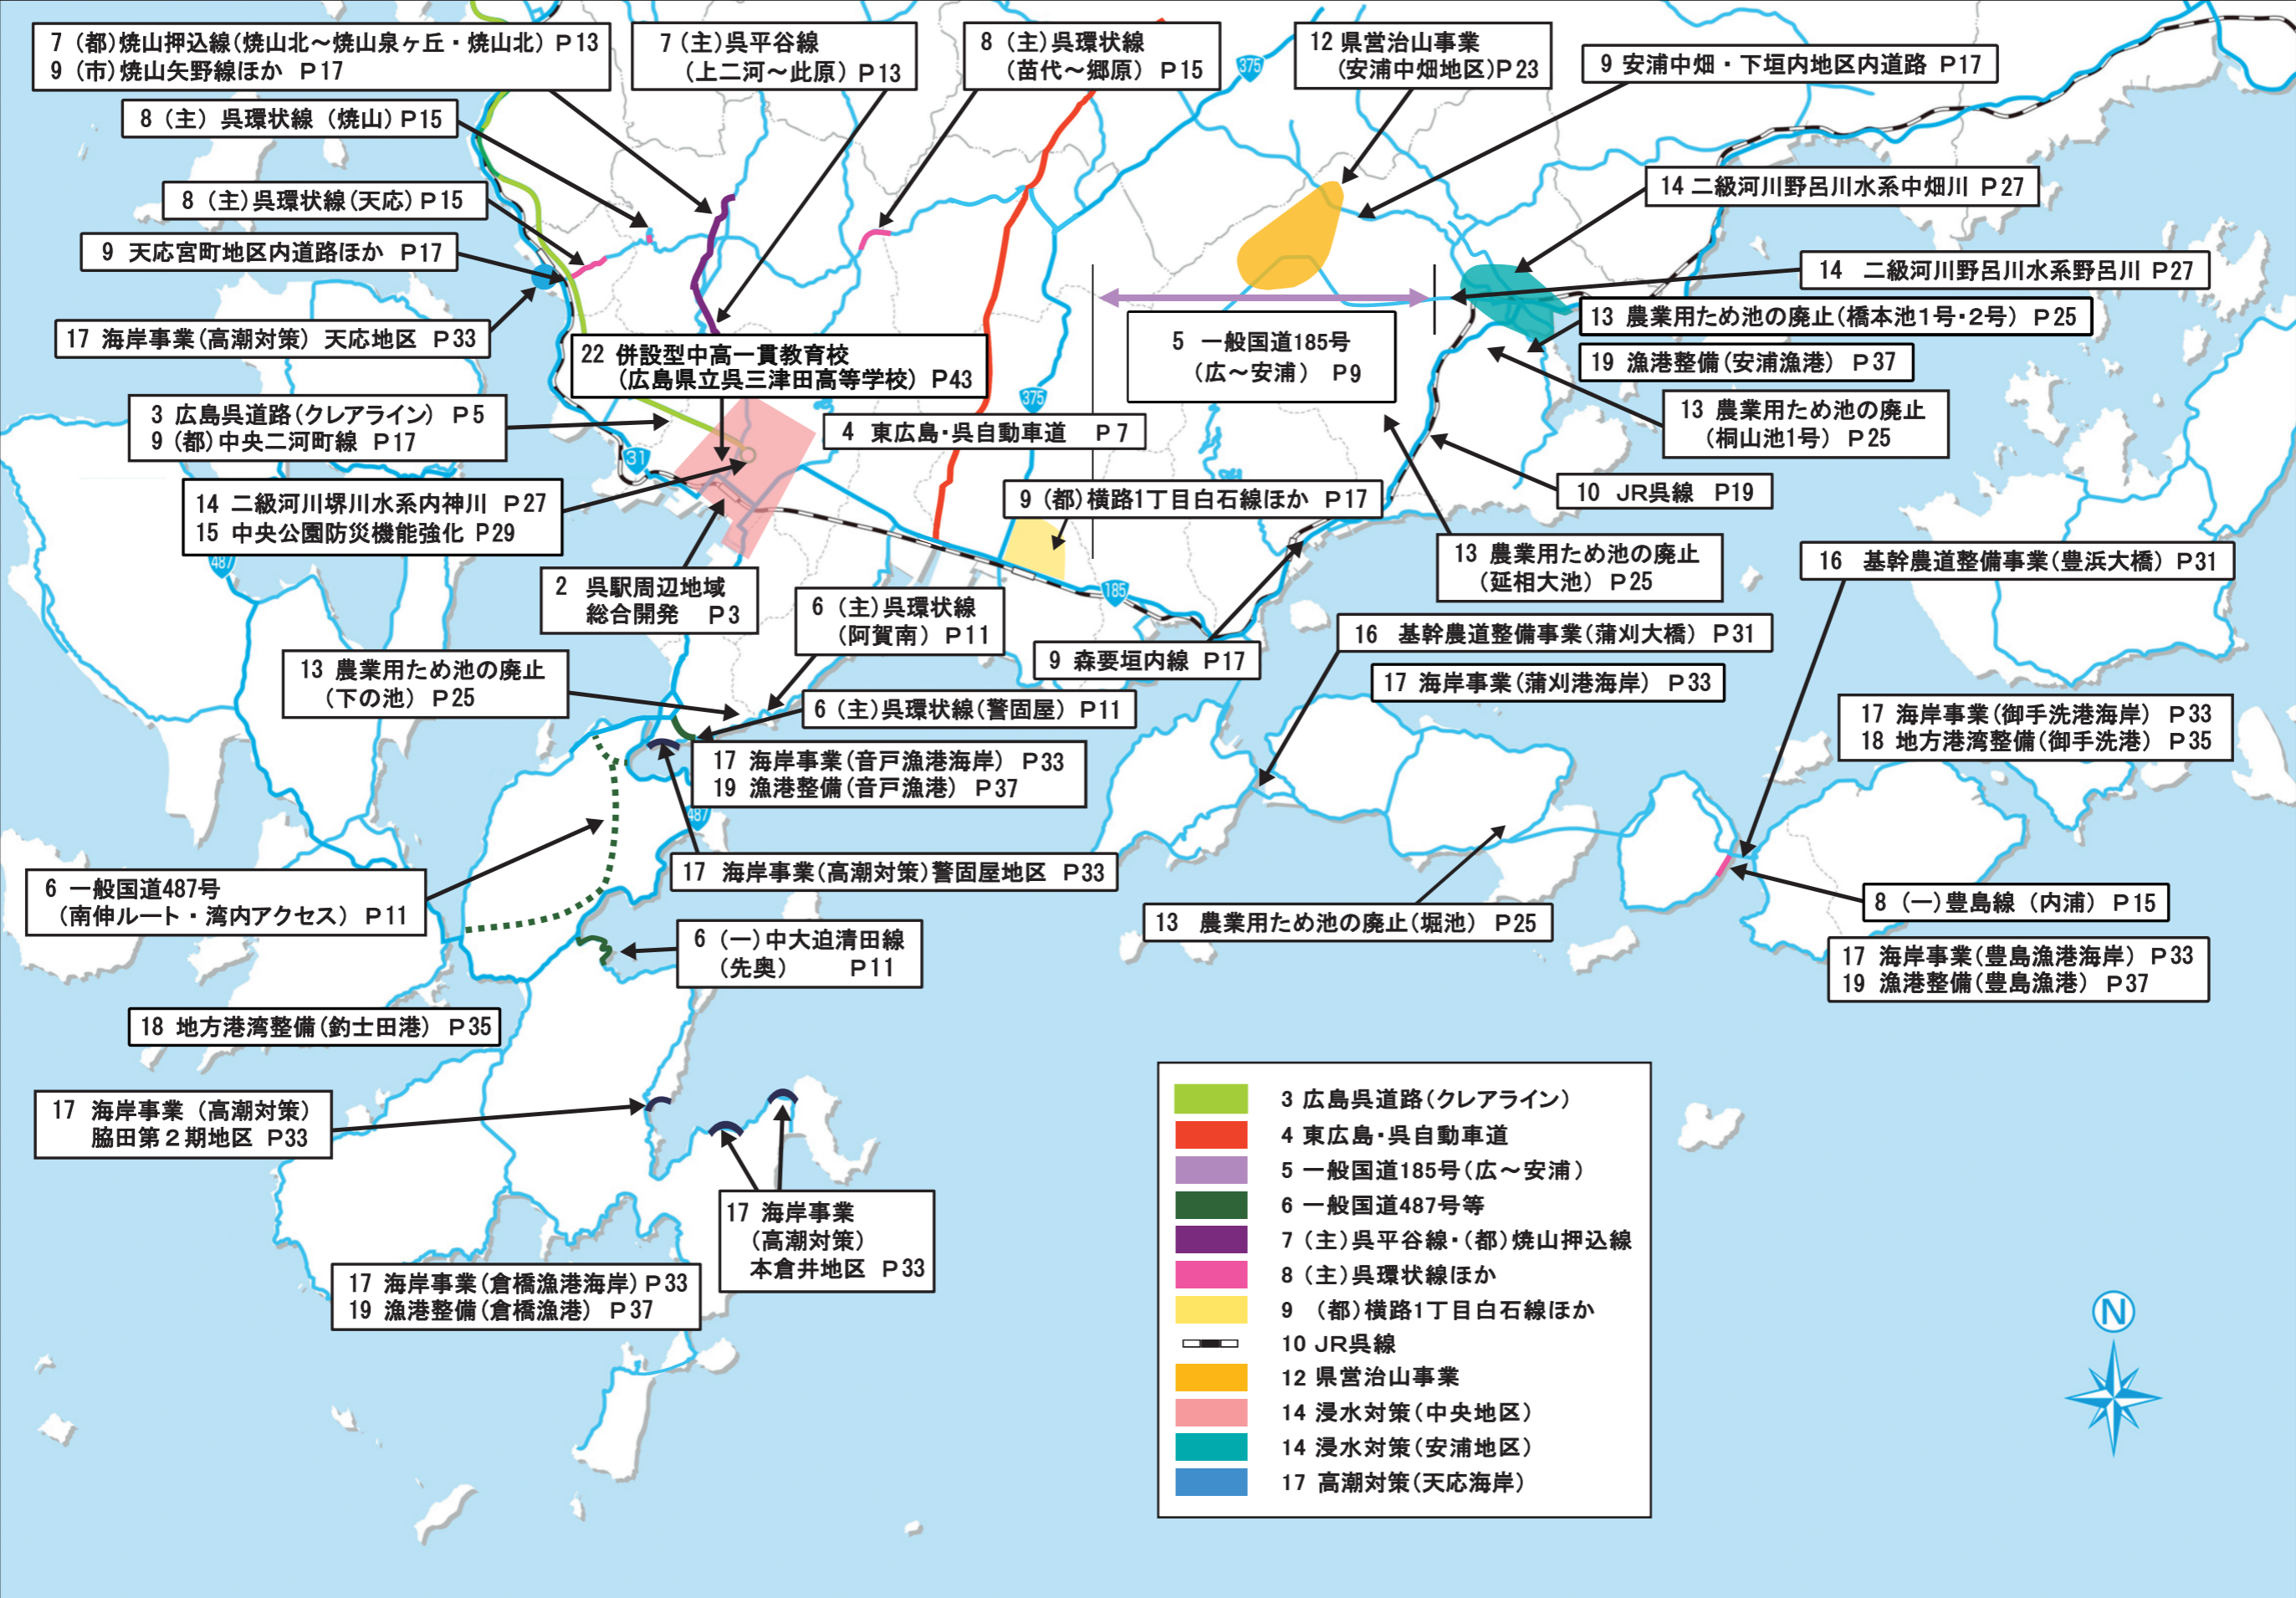 7 (都)焼山押込線(焼山北～焼山泉ヶ丘・焼山北) P13
9 (市)焼山矢野線ほか P17
7 (主)呉平谷線
(上二河～此原) P13
8 (主)呉環状線
(苗代～郷原) P15
12 県営治山事業
(安浦中畑地区)P23
9 安浦中畑・下垣内地区内道路 P17
375
8 (主) 呉環状線 (焼山) P15
8 (主)呉環状線(天応) P15
14 二級河川野呂川水系中畑川 P27
9 天応宮町地区内道路ほか P17
14 二級河川野呂川水系野呂川 P27
17 海岸事業(高潮対策) 天応地区 P33
13 農業用ため池の廃止(橋本池1号・2号) P25
22 併設型中高一貫教育校
(広島県立呉三津田高等学校) P43
5 一般国道185号
(広～安浦) P9
19 漁港整備(安浦漁港) P37
375
3 広島呉道路(クレアライン) P5
9 (都)中央二河町線 P17
4 東広島・呉自動車道 P7
13 農業用ため池の廃止
(桐山池1号) P25
31
10 JR呉線 P19
14 二級河川堺川水系内神川 P27
15 中央公園防災機能強化 P29
9 (都)横路1丁目白石線ほか P17
13 農業用ため池の廃止
(延相大池) P25
16 基幹農道整備事業(豊浜大橋) P31
487
2 呉駅周辺地域
総合開発 P3
185
6 (主)呉環状線
(阿賀南) P11
16 基幹農道整備事業(蒲刈大橋) P31
9 森要垣内線 P17
13 農業用ため池の廃止
(下の池) P25
17 海岸事業(蒲刈港海岸) P33
6 (主)呉環状線(警固屋) P11
17 海岸事業(御手洗港海岸) P33
18 地方港湾整備(御手洗港) P35
17 海岸事業(音戸漁港海岸) P33
19 漁港整備(音戸漁港) P37
487
17 海岸事業(高潮対策)警固屋地区 P33
6 一般国道487号
(南伸ルート・湾内アクセス) P11
8 (一)豊島線 (内浦) P15
13 農業用ため池の廃止(堀池) P25
6 (一)中大迫清田線
(先奥) P11
17 海岸事業(豊島漁港海岸) P33
19 漁港整備(豊島漁港) P37
18 地方港湾整備(釣士田港) P35
17 海岸事業 (高潮対策)
脇田第2期地区 P33
17 海岸事業
(高潮対策)
本倉井地区 P33
17 海岸事業(倉橋漁港海岸) P33
19 漁港整備(倉橋漁港) P37
3 広島呉道路(クレアライン)
4 東広島・呉自動車道
5 一般国道185号(広～安浦)
6 一般国道487号等
7 (主)呉平谷線・(都)焼山押込線
8 (主)呉環状線ほか
9 (都)横路1丁目白石線ほか
10 JR呉線
12 県営治山事業
14 浸水対策(中央地区)
14 浸水対策(安浦地区)
17 高潮対策(天応海岸)
N